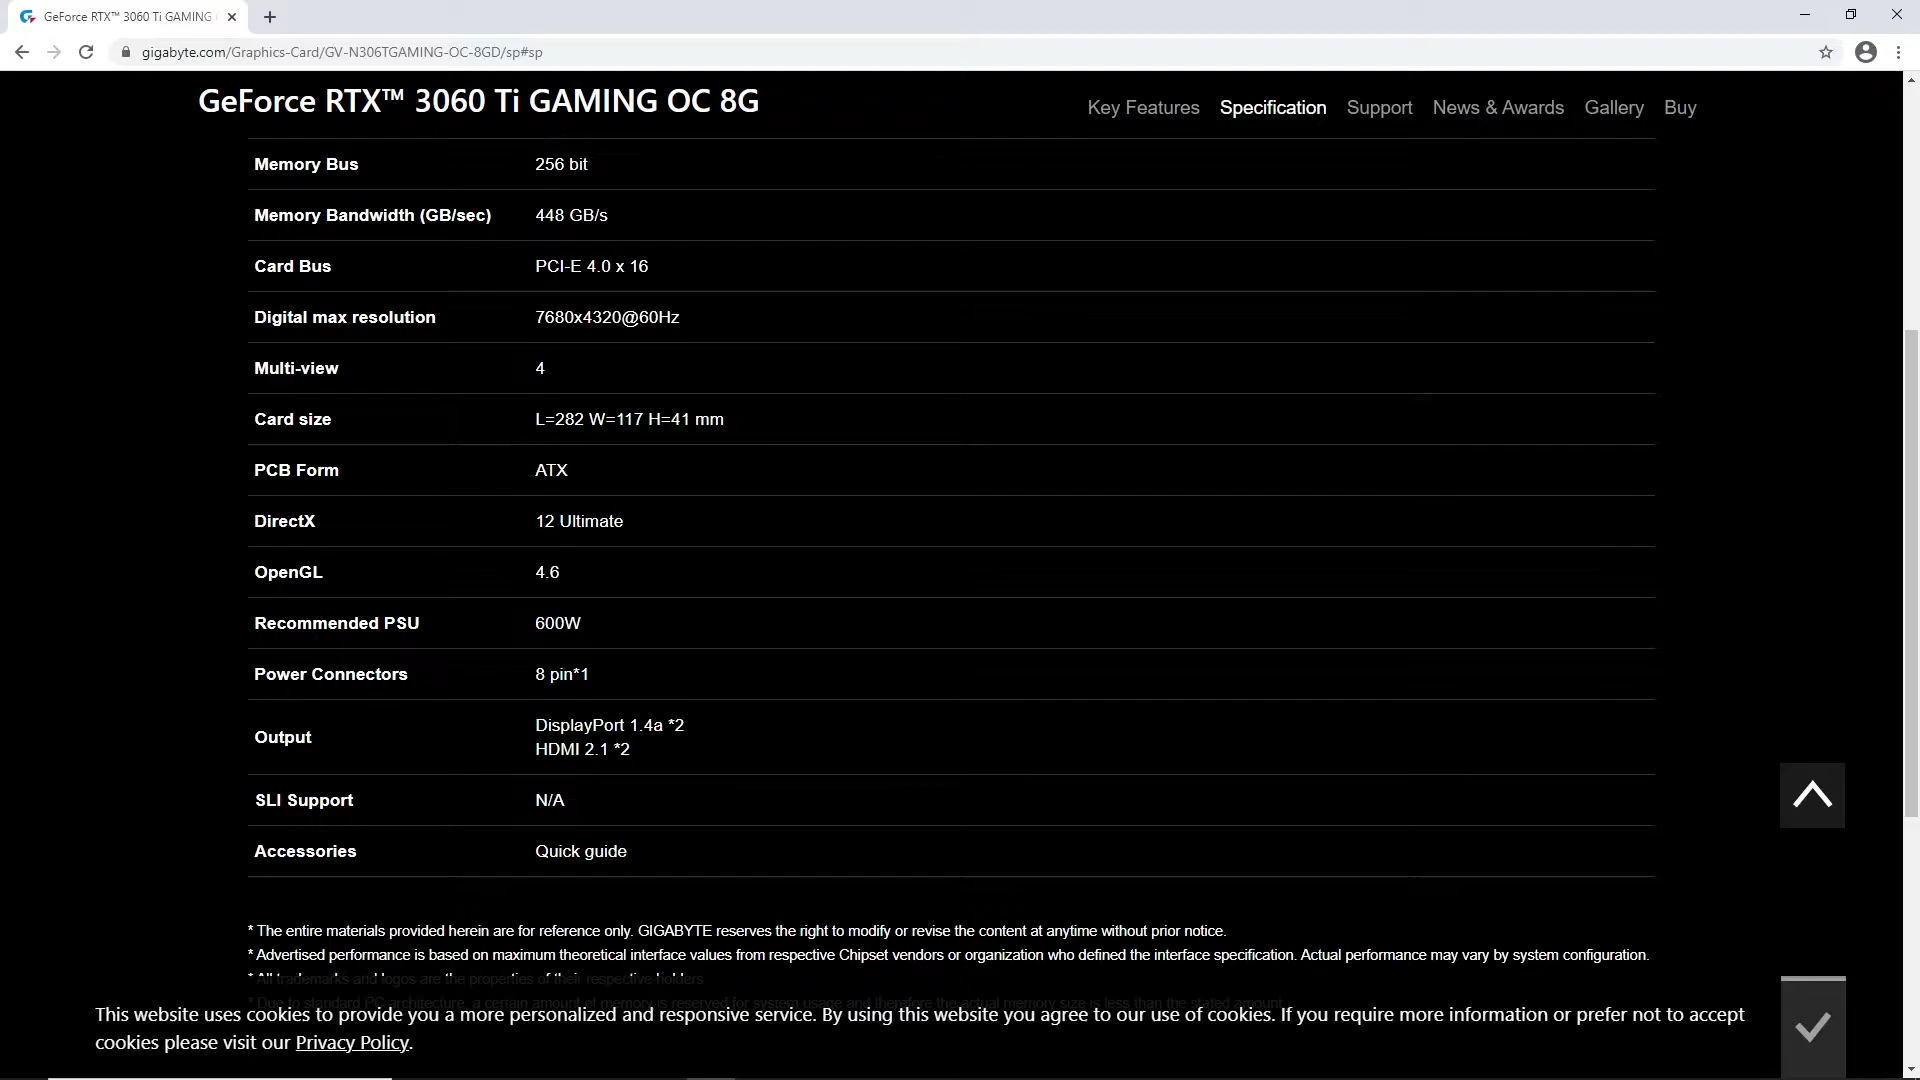 GeForce RTX™ 3060 Ti GAMING
gigabyte.com/Graphics-Card/GV-N306TGAMING-OC-8GD/sp#sp
GeForce RTX™ 3060 Ti GAMING OC 8G
Key Features Specification Support News & Awards Gallery Buy
Memory Bus 256 bit
Memory Bandwidth (GB/sec) 448 GB/s
Card Bus PCI-E 4.0 x 16
Digital max resolution 7680x4320@60Hz
Multi-view 4
Card size L=282 W=117 H=41 mm
PCB Form ATX
DirectX 12 Ultimate
OpenGL 4.6
Recommended PSU 600W
Power Connectors 8 pin*1
Output DisplayPort 1.4a *2
HDMI 2.1 *2
SLI Support N/A
Accessories Quick guide
* The entire materials provided herein are for reference only. GIGABYTE reserves the right to modify or revise the content at anytime without prior notice.
* Advertised performance is based on maximum theoretical interface values from respective Chipset vendors or organization who defined the interface specification. Actual performance may vary by system configuration.
* All trademarks and logos are the properties of their respective holders
* Due to standard PC architecture, a certain amount of memory is reserved for system usage and therefore the actual memory size is less than the stated amount.
This website uses cookies to provide you a more personalized and responsive service. By using this website you agree to our use of cookies. If you require more information or prefer not to accept
cookies please visit our Privacy Policy.